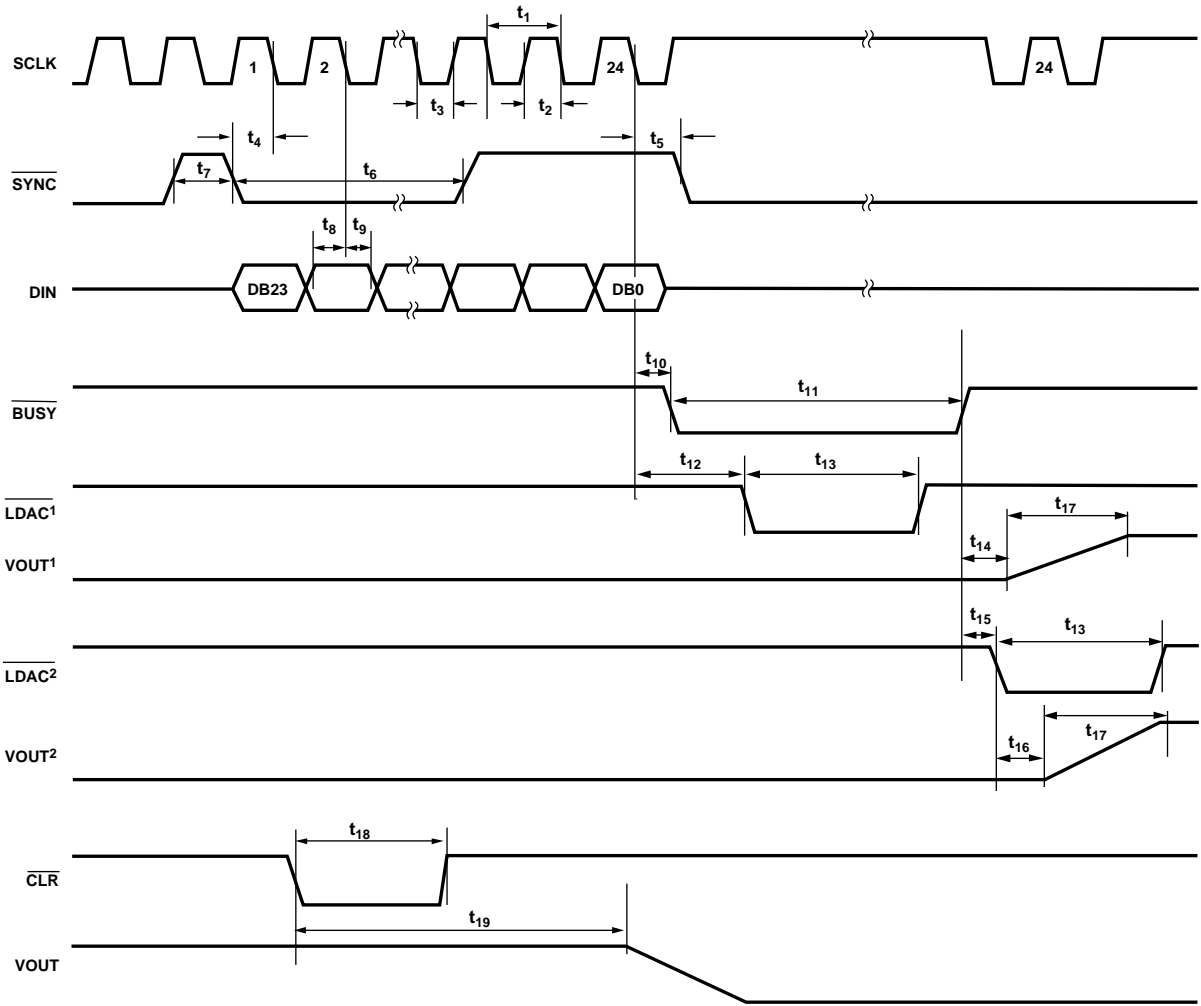 t1
SCLK
1
2
24
24
t3
t2
t4
t5
SYNC
t7
t6
t8
t9
DIN
DB23
DB0
t10
BUSY
t11
t12
t13
LDAC1
t17
VOUT1
t14
t15
t13
LDAC2
VOUT2
t16
t17
t18
CLR
t19
VOUT